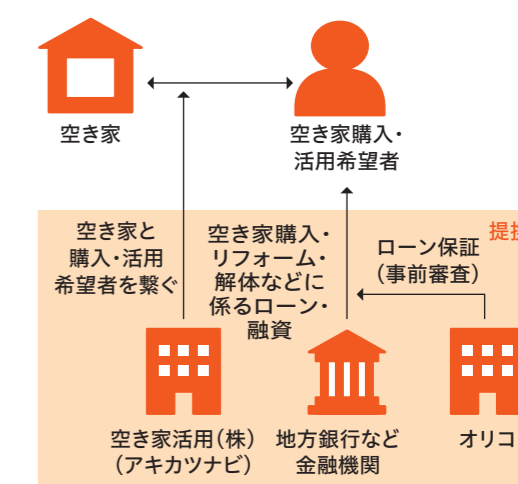 空き家
空き家購入・
活用希望者
空き家と
購入・活用
希望者を繋ぐ
空き家購入・
リフォーム・
解体などに
係るローン・
融資
ローン保証
（事前審査）
空き家活用（株）
（アキカツナビ）
地方銀行など
金融機関
オリコ